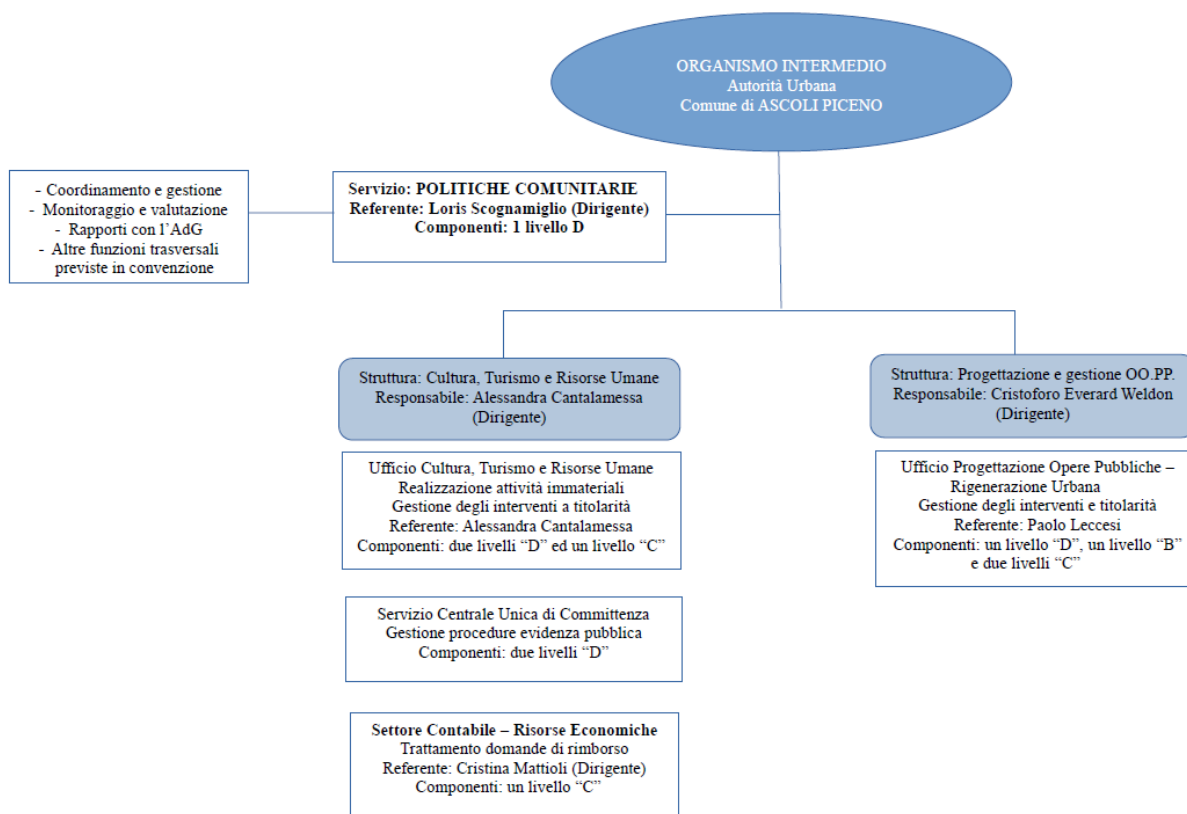 ORGANISMO INTERMEDIO
Autorità Urbana
Comune di ASCOLI PICENO
- Coordinamento e gestione
- Monitoraggio e valutazione
- Rapporti con l'AdG
- Altre funzioni trasversali
previste in convenzione
Servizio: POLITICHE COMUNITARIE
Referente: Loris Scognamiglio (Dirigente)
Componenti: 1 livello D
Struttura: Cultura, Turismo e Risorse Umane
Responsabile: Alessandra Cantalamessa
(Dirigente)
Struttura: Progettazione e gestione OO.PP.
Responsabile: Cristoforo Everard Weldon
(Dirigente)
Ufficio Cultura, Turismo e Risorse Umane
Realizzazione attività immateriali
Gestione degli interventi a titolarità
Referente: Alessandra Cantalamessa
Componenti: due livelli “D” ed un livello “C”
Ufficio Progettazione Opere Pubbliche –
Rigenerazione Urbana
Gestione degli interventi e titolarità
Referente: Paolo Leccesi
Componenti: un livello “D”, un livello “B”
e due livelli “C”
Servizio Centrale Unica di Committenza
Gestione procedure evidenza pubblica
Componenti: due livelli “D”
Settore Contabile – Risorse Economiche
Trattamento domande di rimborso
Referente: Cristina Mattioli (Dirigente)
Componenti: un livello “C”